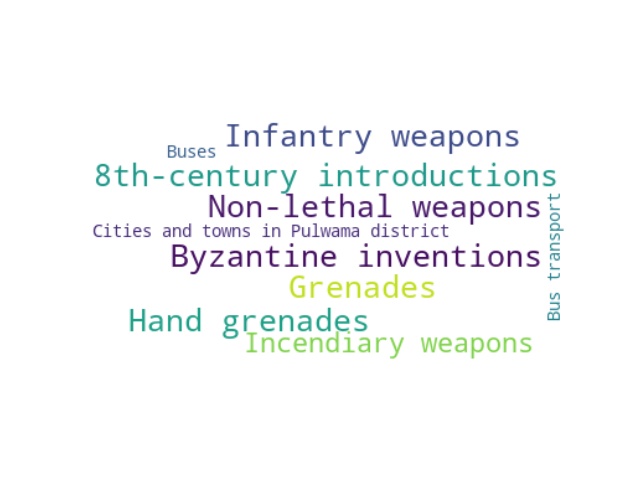 Infantry weapons
Buses
8th-century introductions
Non-lethal weapons
Cities and towns in Pulwama district
Byzantine inventions
Bus transport
Grenades
Hand grenades
Incendiary weapons